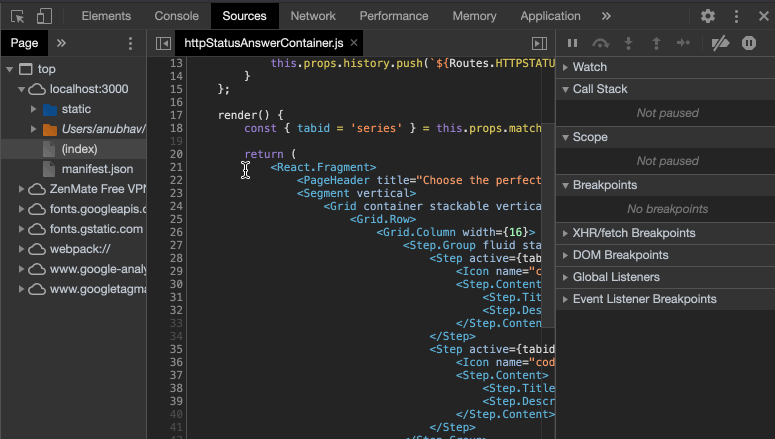 Elements Console Sources Network Performance Memory Application »
Page » httpStatusAnswerContainer.js ×
top
localhost:3000
static
Users/anubhav/
(index)
manifest.json
ZenMate Free VPN
fonts.googleapis.c
fonts.gstatic.com
webpack://
www.google-analy
www.googletagma
13 this.props.history.push(`${Routes.HTTPSTATU
14 }
15 };
16
17 render() {
18 const { tabid = 'series' } = this.props.match
19
20 return (
21 <React.Fragment>
22 <PageHeader title="Choose the perfect
23 <Segment vertical>
24 <Grid container stackable vertica
25 <Grid.Row>
26 <Grid.Column width={16}>
27 <Step.Group fluid sta
28 <Step active={tab
29 <Icon name="c
30 <Step.Content
31 <Step.Tit
32 <Step.Des
33 </Step.Conten
34 </Step>
35 <Step active={tabid
36 <Icon name="cod
37 <Step.Content>
38 <Step.Title
39 <Step.Descr
40 </Step.Content>
41 </Step>
Watch
Call Stack
Not paused
Scope
Not paused
Breakpoints
No breakpoints
XHR/fetch Breakpoints
DOM Breakpoints
Global Listeners
Event Listener Breakpoints